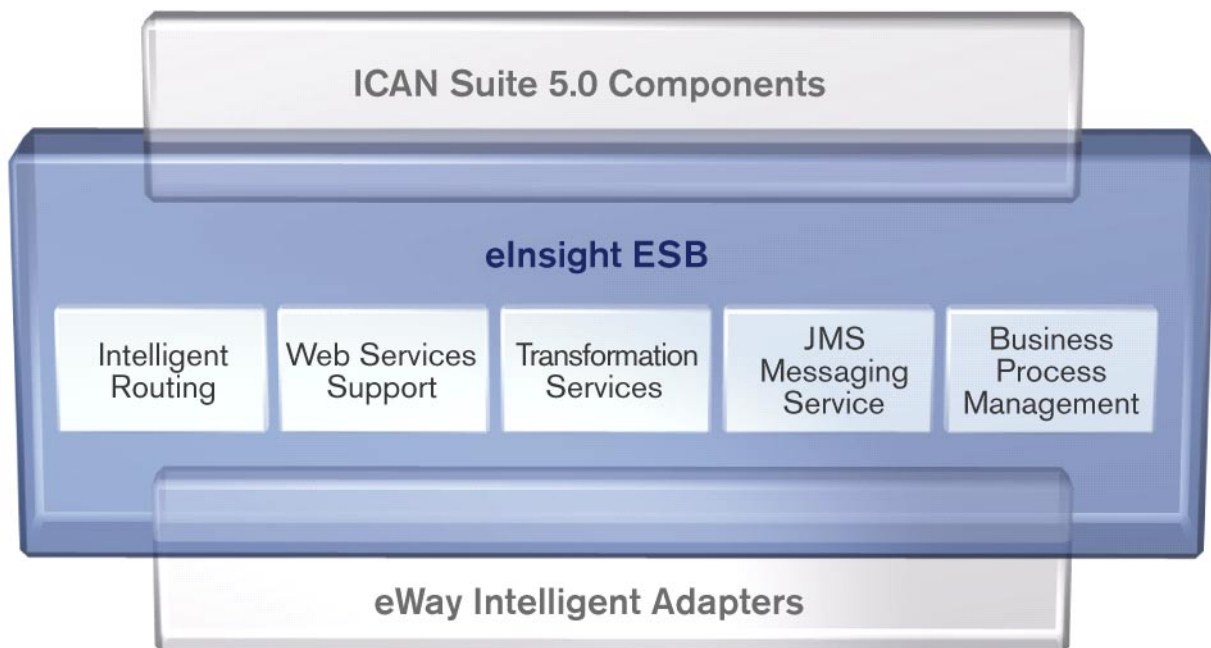 ICAN Suite 5.0 Components
eInsight ESB
Intelligent
Routing
Web Services
Support
Transformation
Services
JMS
Messaging
Service
Business
Process
Management
eWay Intelligent Adapters